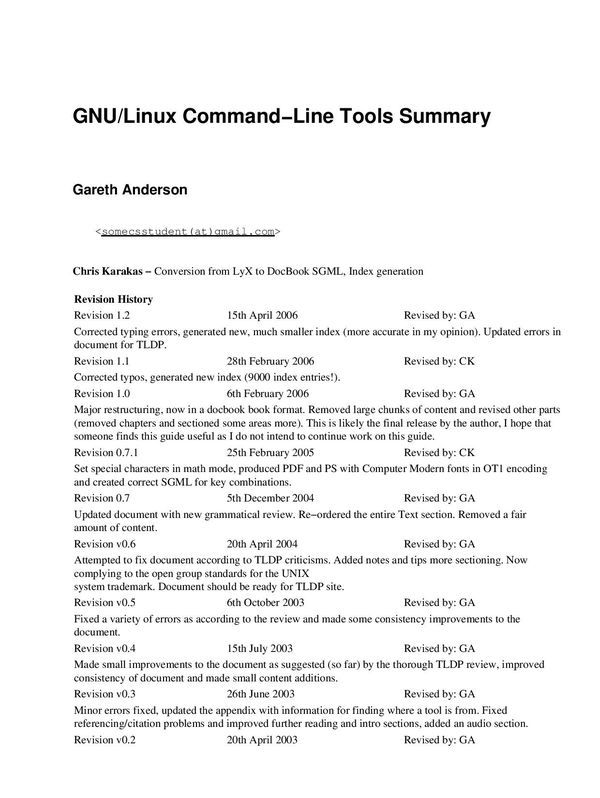 GNU/Linux Command−Line Tools Summary
Gareth Anderson
<somecsstudent(at)gmail.com>
Chris Karakas − Conversion from LyX to DocBook SGML, Index generation
Revision History
Revision 1.2 15th April 2006 Revised by: GA
Corrected typing errors, generated new, much smaller index (more accurate in my opinion). Updated errors in
document for TLDP.
Revision 1.1 28th February 2006 Revised by: CK
Corrected typos, generated new index (9000 index entries!).
Revision 1.0 6th February 2006 Revised by: GA
Major restructuring, now in a docbook book format. Removed large chunks of content and revised other parts
(removed chapters and sectioned some areas more). This is likely the final release by the author, I hope that
someone finds this guide useful as I do not intend to continue work on this guide.
Revision 0.7.1 25th February 2005 Revised by: CK
Set special characters in math mode, produced PDF and PS with Computer Modern fonts in OT1 encoding
and created correct SGML for key combinations.
Revision 0.7 5th December 2004 Revised by: GA
Updated document with new grammatical review. Re−ordered the entire Text section. Removed a fair
amount of content.
Revision v0.6 20th April 2004 Revised by: GA
Attempted to fix document according to TLDP criticisms. Added notes and tips more sectioning. Now
complying to the open group standards for the UNIX
system trademark. Document should be ready for TLDP site.
Revision v0.5 6th October 2003 Revised by: GA
Fixed a variety of errors as according to the review and made some consistency improvements to the
document.
Revision v0.4 15th July 2003 Revised by: GA
Made small improvements to the document as suggested (so far) by the thorough TLDP review, improved
consistency of document and made small content additions.
Revision v0.3 26th June 2003 Revised by: GA
Minor errors fixed, updated the appendix with information for finding where a tool is from. Fixed
referencing/citation problems and improved further reading and intro sections, added an audio section.
Revision v0.2 20th April 2003 Revised by: GA